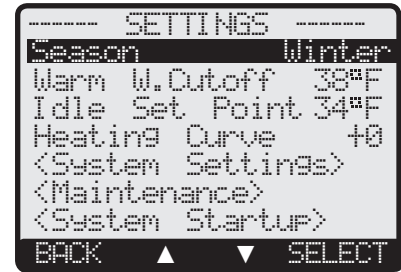 ------ SETTINGS ------
Season Winter
Warm W.Cutoff 38°F
Idle Set Point 34°F
Heating Curve +0
<System Settings>
<Maintenance>
<System Startup>
BACK ▲ ▼ SELECT